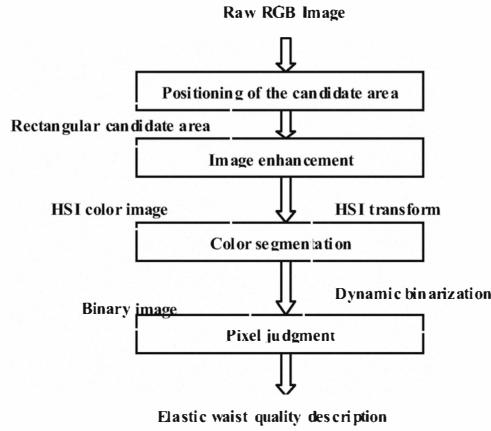 Raw RGB Image
Positioning of the candidate area
Rectangular candidate area
Image enhancement
HSI color image
HSI transform
Color segmentation
Dynamic binarization
Binary image
Pixel judgment
Elastic waist quality description